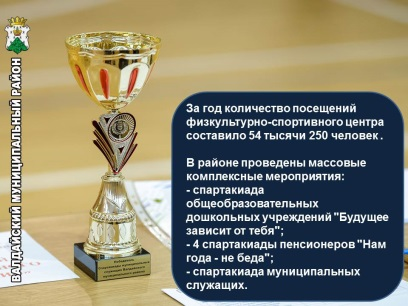 ВАЛДАЙСКИЙ МУНИЦИПАЛЬНЫЙ РАЙОН
За год количество посещений
физкультурно-спортивного центра
составило 54 тысячи 250 человек .
В районе проведены массовые
комплексные мероприятия:
- спартакиада
общеобразовательных
дошкольных учреждений "Будущее
зависит от тебя";
- 4 спартакиады пенсионеров "Нам
года - не беда";
- спартакиада муниципальных
служащих.